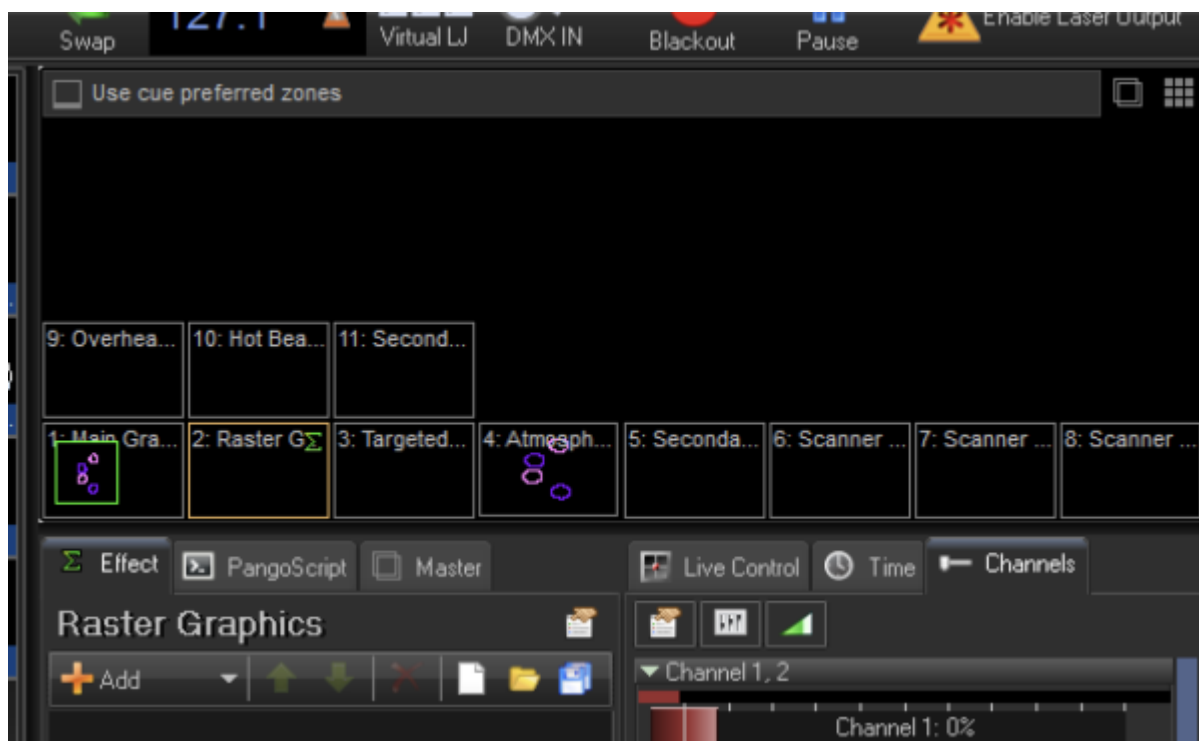 Swap 127.1 Virtual LJ DMX IN Blackout Pause Enable Laser Output
Use cue preferred zones
9: Overhea... 10: Hot Bea... 11: Second...
1: Main Gra... 2: Raster G 3: Targeted... 4: Atmosph... 5: Seconda... 6: Scanner ... 7: Scanner ... 8: Scanner ...
Σ Effect PangoScript Master Live Control Time Channels
Raster Graphics
Add
Channel 1, 2
Channel 1: 0%